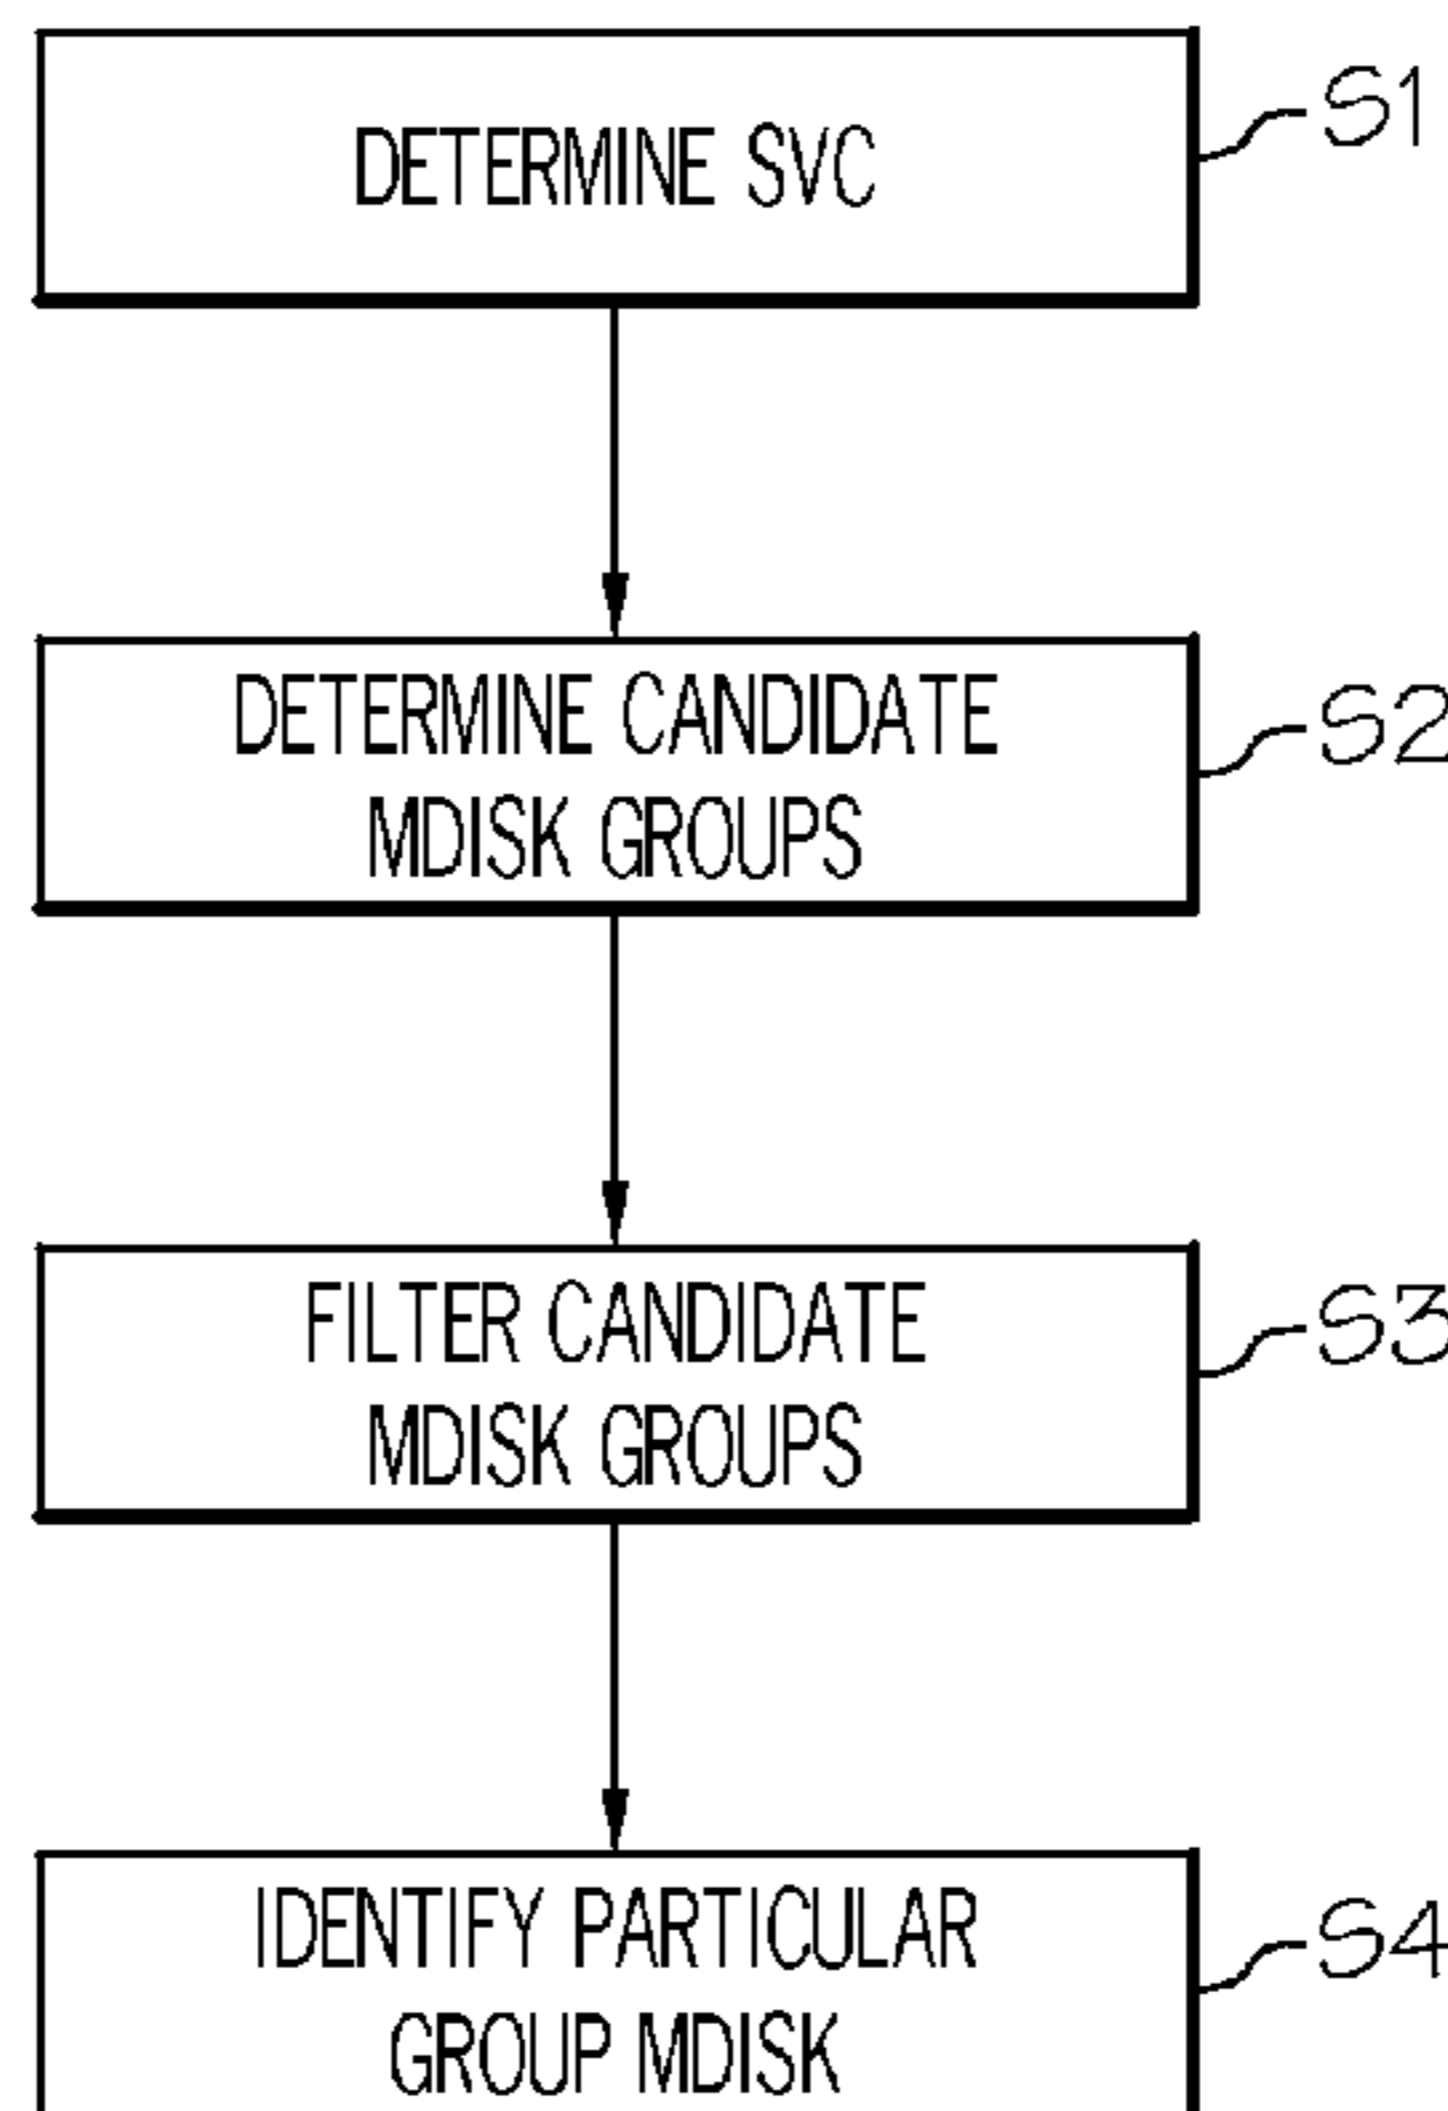 DETERMINE SVC
S1
DETERMINE CANDIDATE
MDISK GROUPS
S2
FILTER CANDIDATE
MDISK GROUPS
S3
IDENTIFY PARTICULAR
GROUP MDISK
S4